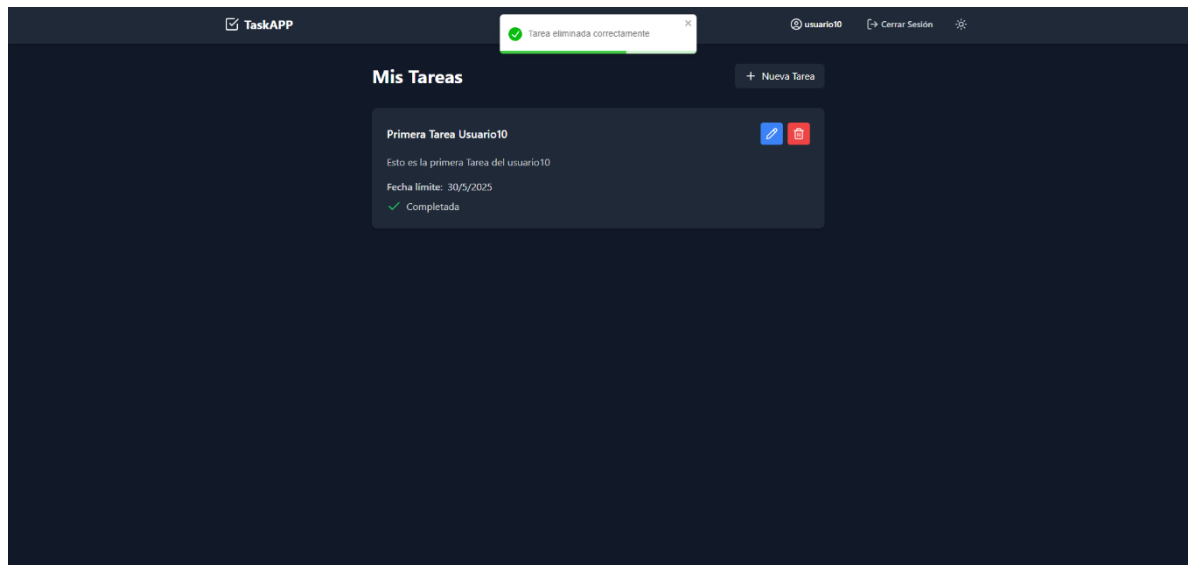 TaskAPP
Tarea eliminada correctamente
usuario10
Cerrar Sesión
Mis Tareas
+ Nueva Tarea
Primera Tarea Usuario10
Esto es la primera Tarea del usuario10
Fecha límite: 30/5/2025
Completada